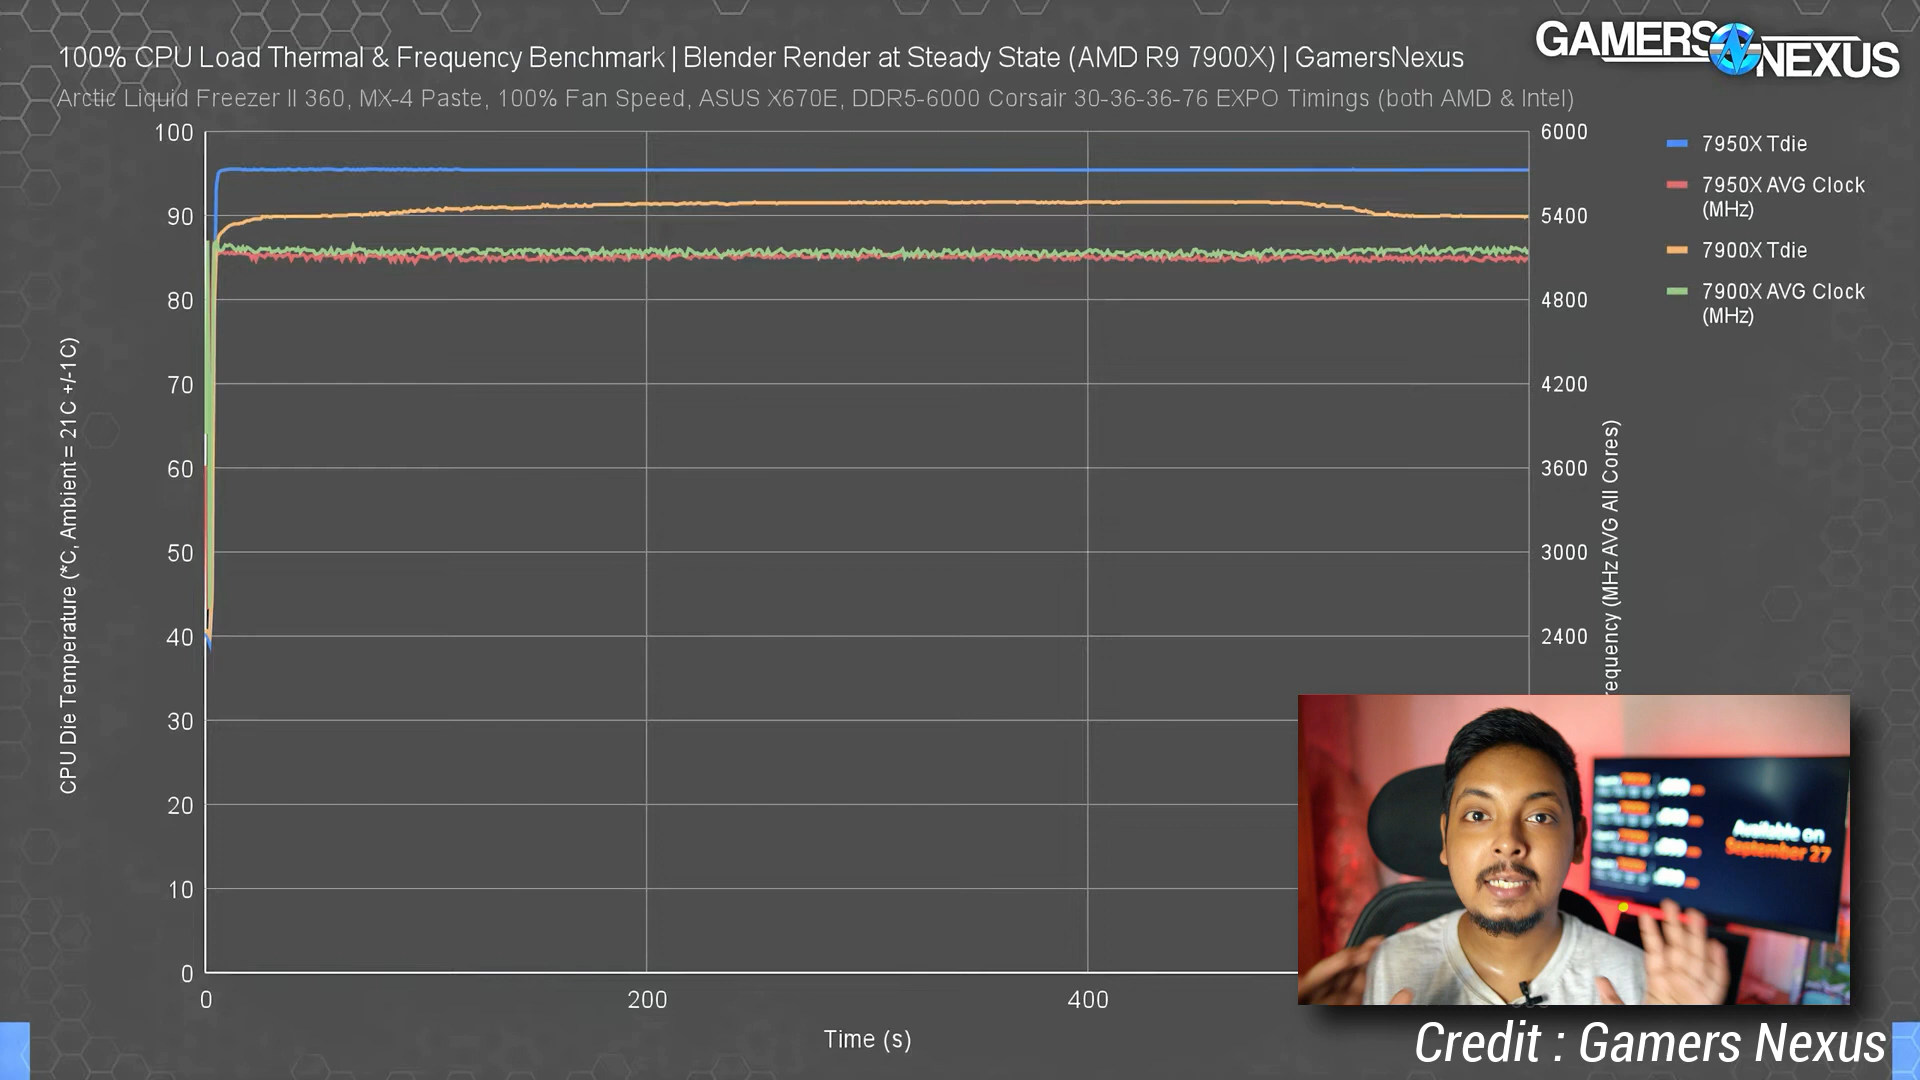 100% CPU Load Thermal & Frequency Benchmark | Blender Render at Steady State (AMD R9 7900X) | GamersNexus
GAMERS NEXUS
Arctic Liquid Freezer II 360, MX-4 Paste, 100% Fan Speed, ASUS X670E, DDR5-6000 Corsair 30-36-36-76 EXPO Timings (both AMD & Intel)
100
90
80
70
60
50
40
30
20
10
0
CPU Die Temperature (*C, Ambient = 21C +/-1C)
6000
5400
4800
4200
3600
3000
2400
requency (MHz AVG All Cores)
7950X Tdie
7950X AVG Clock
(MHz)
7900X Tdie
7900X AVG Clock
(MHz)
Available on
September 27
0
200
400
Time (s)
Credit : Gamers Nexus